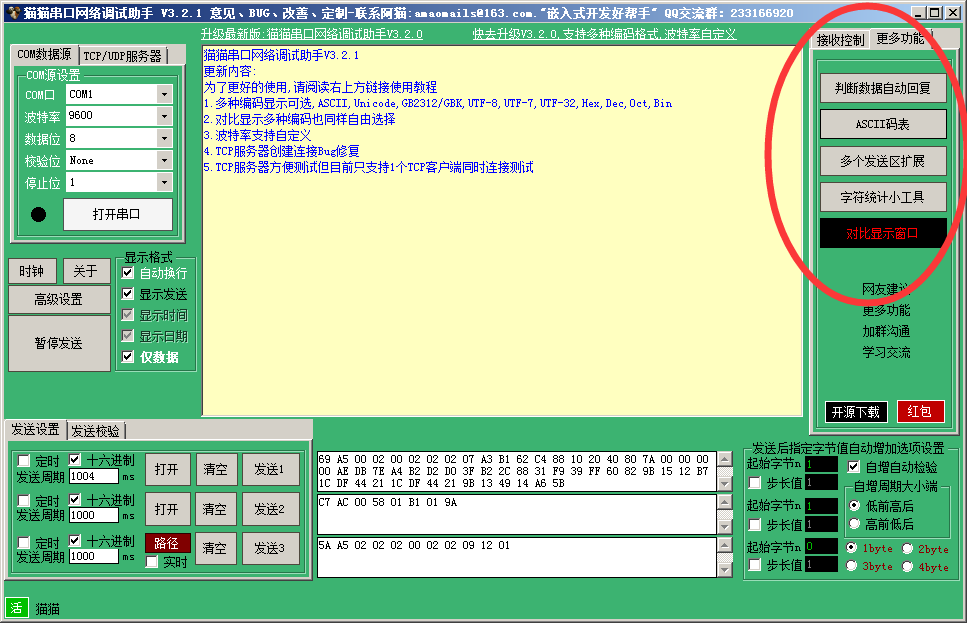 猫猫串口网络调试助手 V3.2.1 意见、BUG、改善、定制-联系阿猫:amaomails@163.com."嵌入式开发好帮手" QQ交流群: 233166920
升级最新版:猫猫串口网络调试助手V3.2.0 快去升级V3.2.0,支持多种编码格式,波特率自定义
COM数据源 TCP/UDP服务器
COM源设置
COM口 COM1
波特率 9600
数据位 8
校验位 None
停止位 1
打开串口
时钟 关于
高级设置
暂停发送
显示格式
自动换行
显示发送
显示时间
显示日期
仅数据
猫猫串口网络调试助手V3.2.1
更新内容:
为了更好的使用,请阅读右上方链接使用教程
1.多种编码显示可选,ASCII,Unicode,GB2312/GBK,UTF-8,UTF-7,UTF-32,Hex,Dec,Oct,Bin
2.对比显示多种编码也同样自由选择
3.波特率支持自定义
4.TCP服务器创建连接Bug修复
5.TCP服务器方便测试但目前只支持1个TCP客户端同时连接测试
接收控制 更多功能
判断数据自动回复
ASCII码表
多个发送区扩展
字符统计小工具
对比显示窗口
网友建议
更多功能
加群沟通
学习交流
开源下载 红包
发送设置 发送校验
定时 十六进制
发送周期 1004 ms
打开 清空 发送1
定时 十六进制
发送周期 1000 ms
打开 清空 发送2
定时 十六进制
发送周期 1000 ms
路径 实时 清空 发送3
69 A5 00 02 00 02 02 02 07 A3 B1 62 C4 88 10 20 40 80 7A 00 00 00
00 AE DB 7E A4 B2 D2 D0 3F B2 2C 88 31 F9 39 FF 60 82 9B 15 12 B7
1C DF 44 21 1C DF 44 21 9B 13 49 14 A6 5B
C7 AC 00 58 01 B1 01 9A
5A A5 02 02 02 00 02 02 09 12 01
发送后指定字节值自动增加选项设置
起始字节n 1
步长值 1
起始字节n 1
步长值 1
起始字节n 0
步长值 1
自增自动检验
自增周期大小端
低前高后
高前低后
1byte 2byte
3byte 4byte
活 猫猫